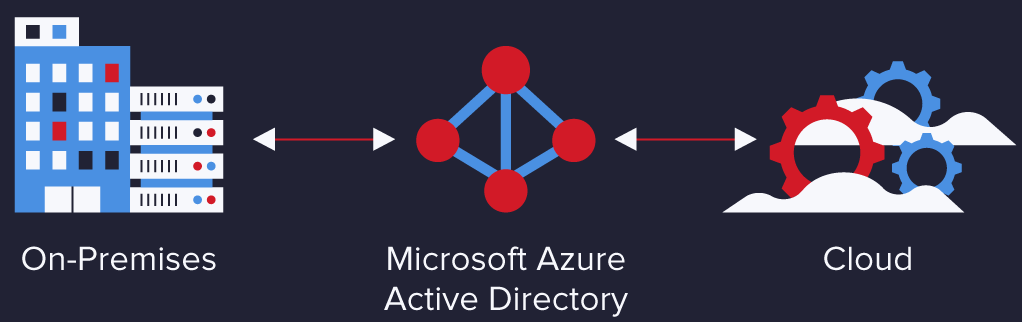 On-Premises
Microsoft Azure
Active Directory
Cloud